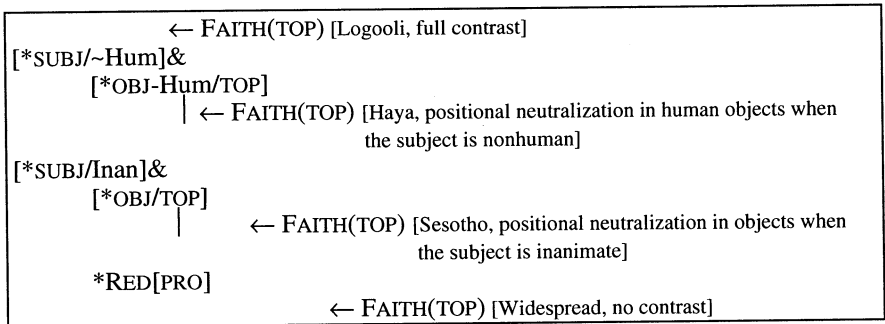 ← FAITH(TOP) [Logooli, full contrast]
[*SUBJ/~Hum]&
[*OBJ-Hum/TOP]
← FAITH(TOP) [Haya, positional neutralization in human objects when
the subject is nonhuman]
[*SUBJ/Inan]&
[*OBJ/TOP]
← FAITH(TOP) [Sesotho, positional neutralization in objects when
the subject is inanimate]
*RED[PRO]
← FAITH(TOP) [Widespread, no contrast]